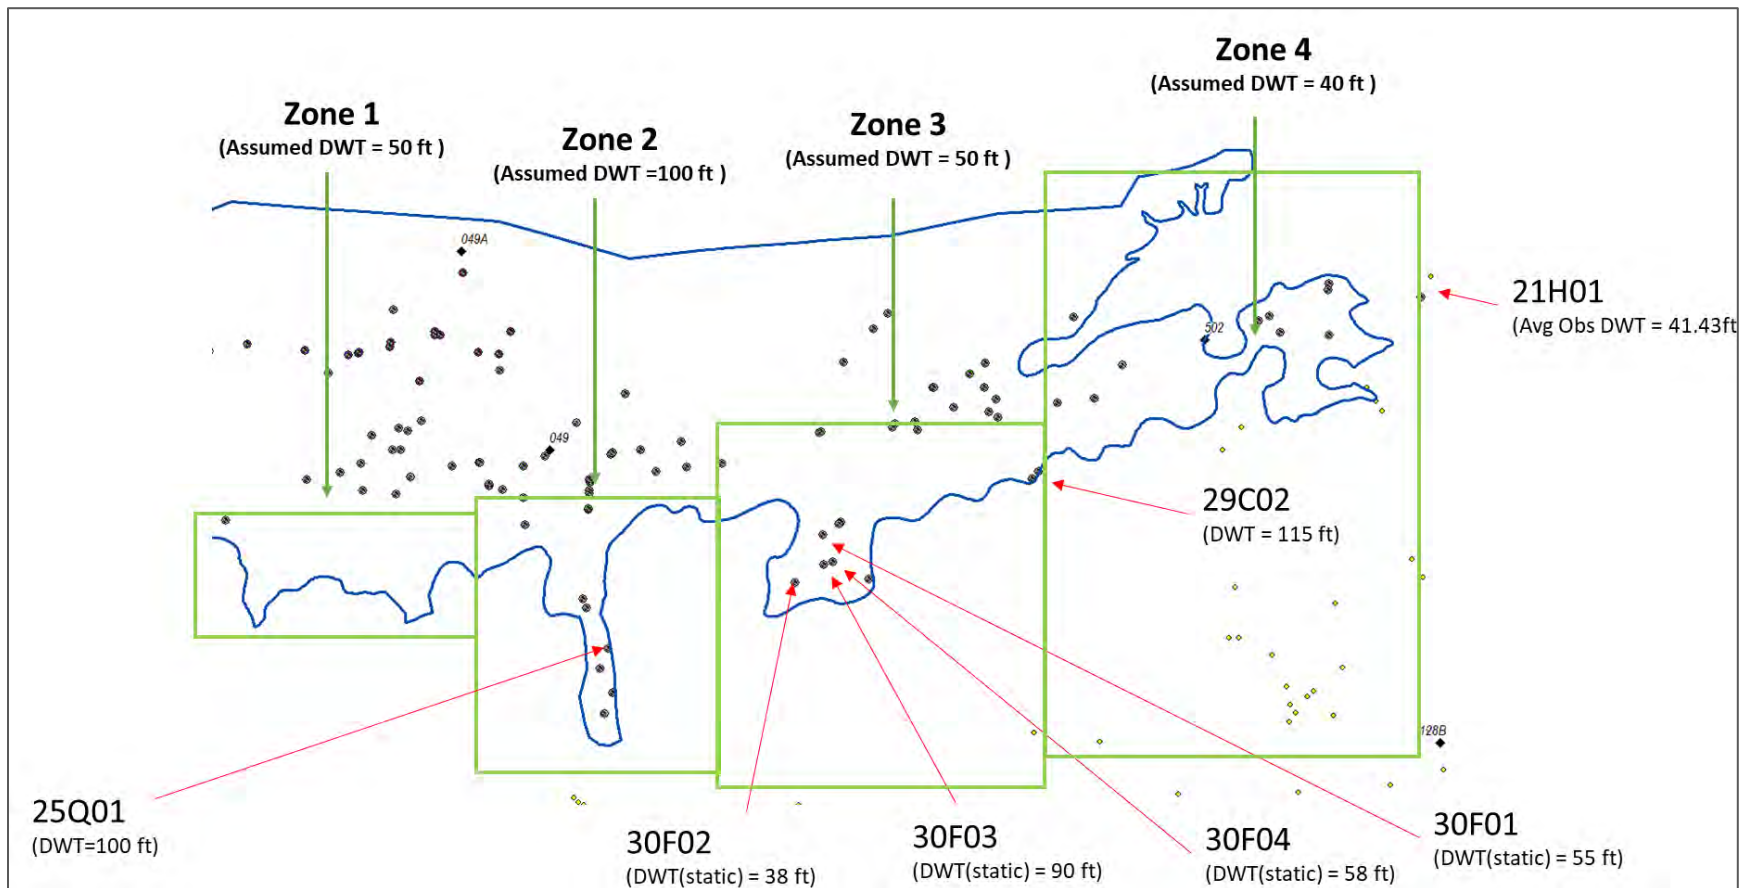 Zone 4
(Assumed DWT = 40 ft )
Zone 1
(Assumed DWT = 50 ft )
Zone 2
(Assumed DWT =100 ft )
Zone 3
(Assumed DWT = 50 ft )
049A
502
21H01
(Avg Obs DWT = 41.43ft
049
29C02
(DWT = 115 ft)
128B
25Q01
(DWT=100 ft)
30F02
(DWT(static) = 38 ft)
30F03
(DWT(static) = 90 ft)
30F04
(DWT(static) = 58 ft)
30F01
(DWT(static) = 55 ft)